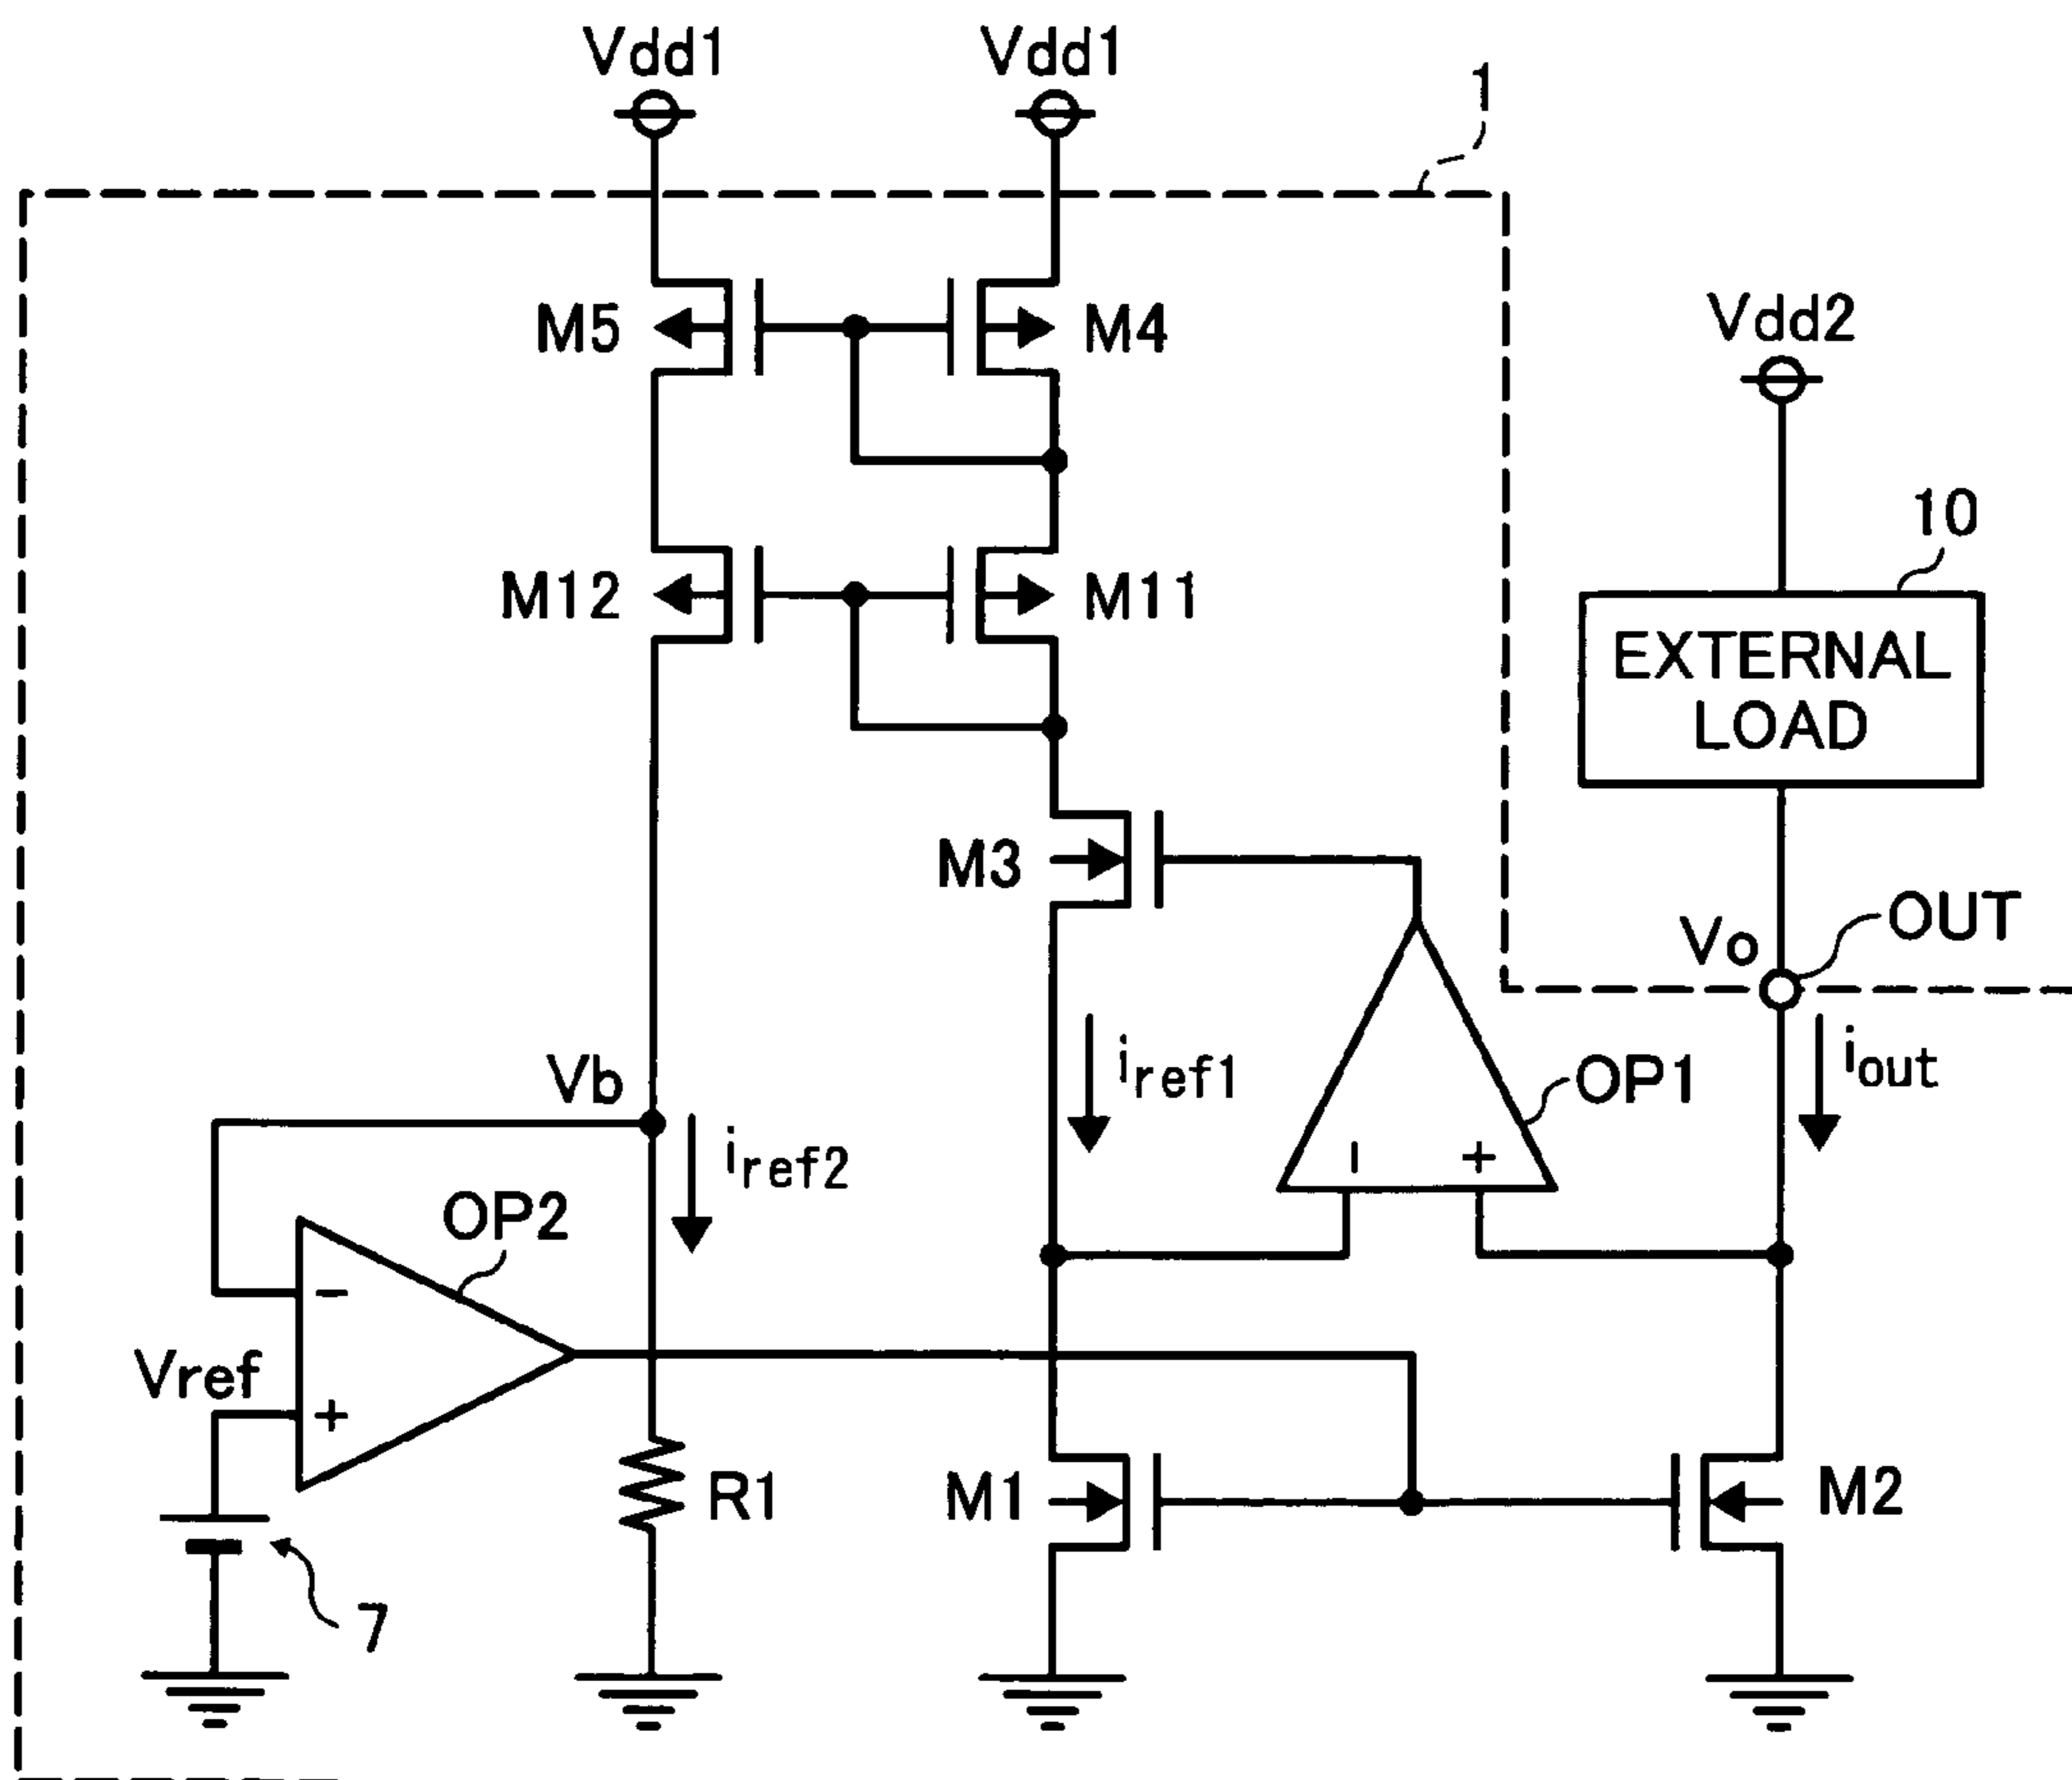 Vdd1
Vdd1
1
M5
M4
Vdd2
10
M12
M11
EXTERNAL
LOAD
M3
OUT
Vo
Vb
iref1
OP1
iout
iref2
- +
OP2
-
Vref
+
R1
M1
M2
7